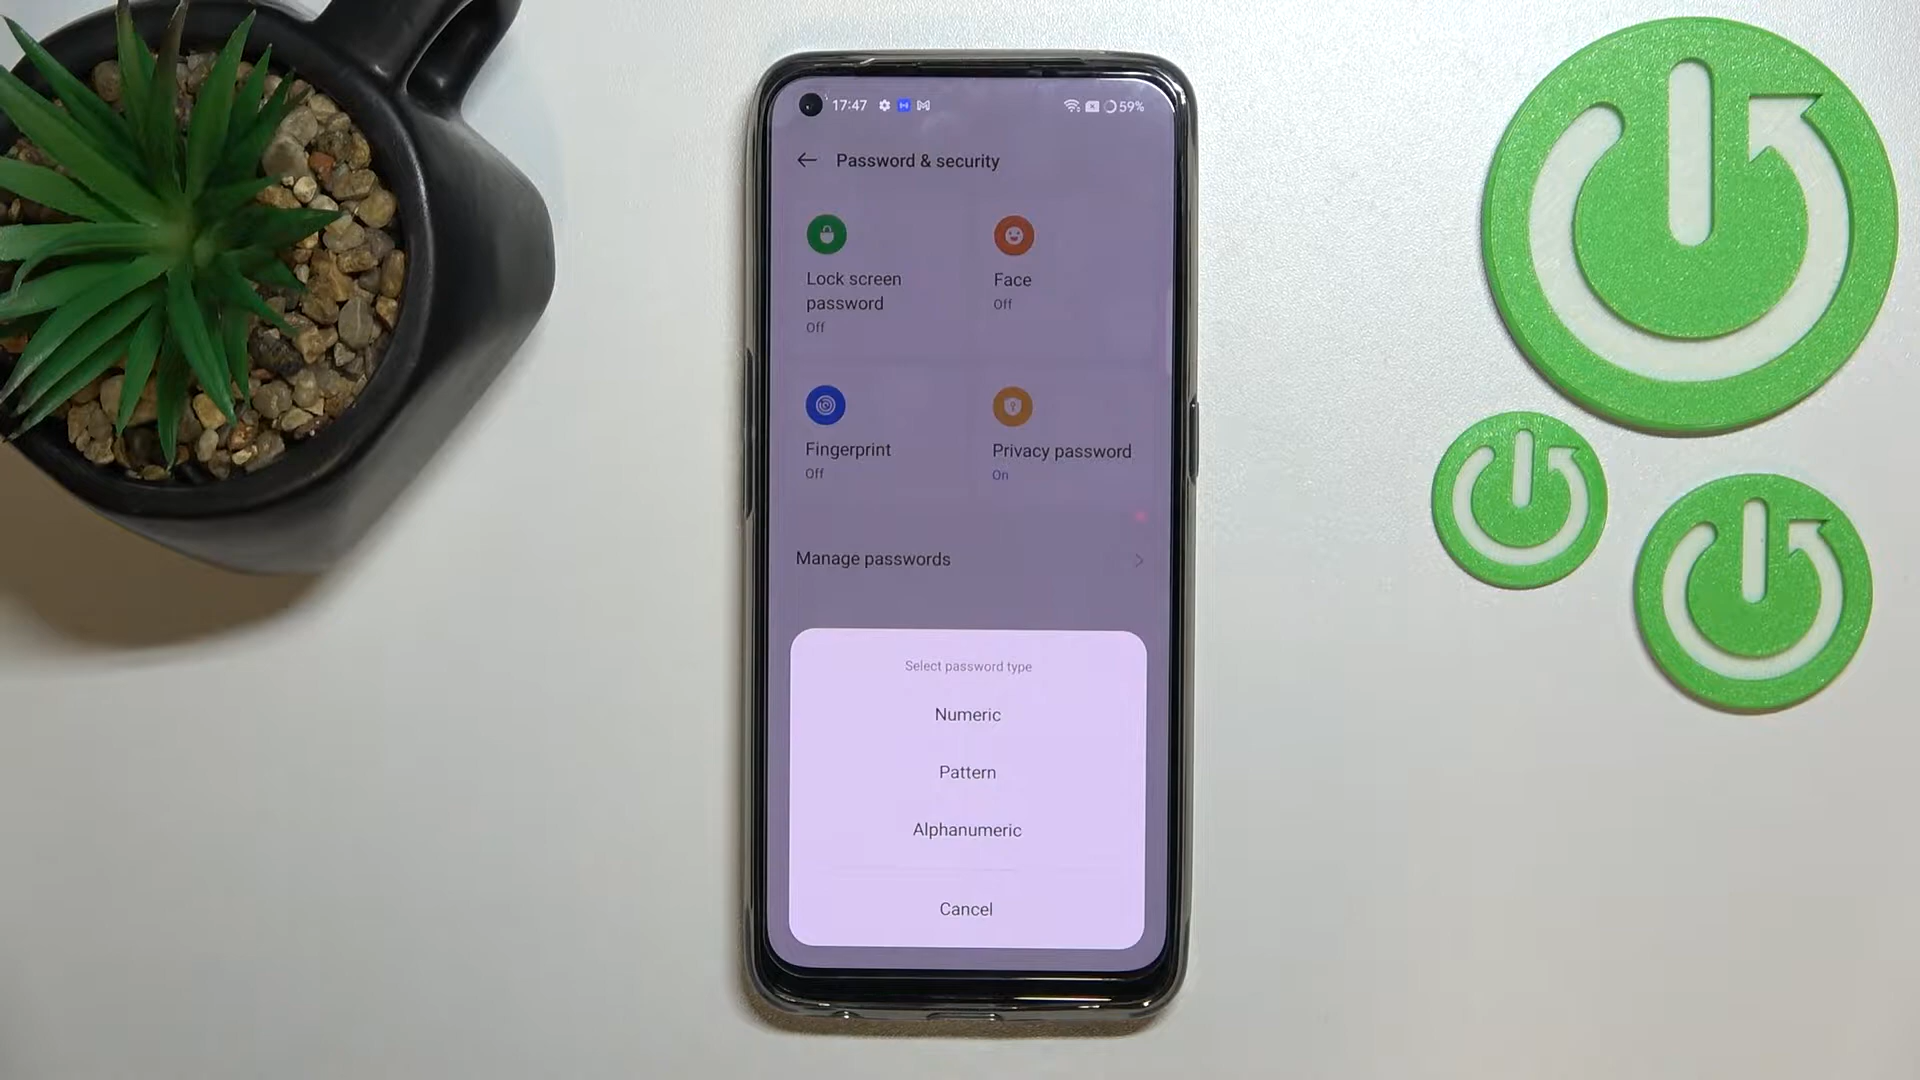 17:47
59%
Password & security
Lock screen
password
Off
Face
Off
Fingerprint
Off
Privacy password
On
Manage passwords
Select password type
Numeric
Pattern
Alphanumeric
Cancel